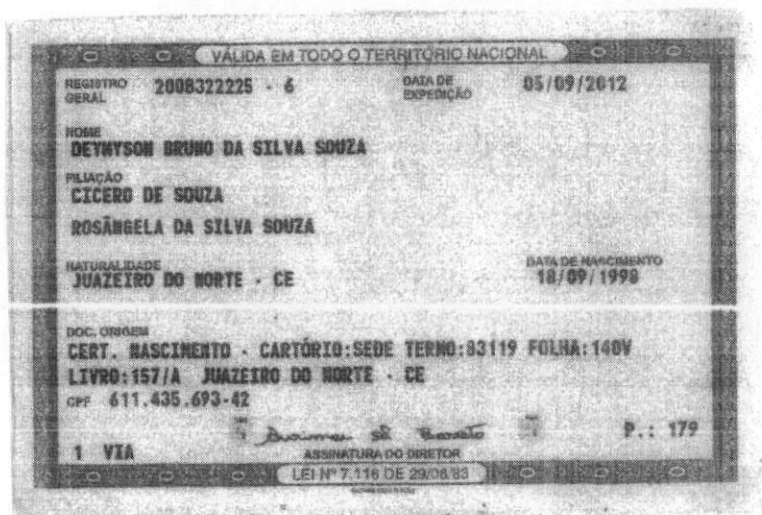 VÁLIDA EM TODO O TERRITÓRIO NACIONAL
REGISTRO GERAL 2008322225 - 6 DATA DE EXPEDIÇÃO 05/09/2012
NOME
DEYMYSON BRUNO DA SILVA SOUZA
FILIAÇÃO
CICERO DE SOUZA
ROSÂNGELA DA SILVA SOUZA
NATURALIDADE DATA DE NASCIMENTO
JUAZEIRO DO NORTE - CE 18/09/1998
DOC. ORIGEM
CERT. NASCIMENTO - CARTÓRIO:SEDE TERMO:83119 FOLHA:140V
LIVRO:157/A JUAZEIRO DO NORTE - CE
CPF 611.435.693-42
P.: 179
1 VIA ASSINATURA DO DIRETOR
LEI Nº 7.116 DE 29/08/83